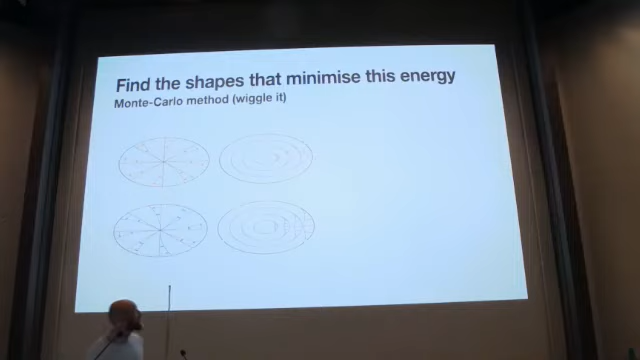 Find the shapes that minimise this energy
Monte-Carlo method (wiggle it)